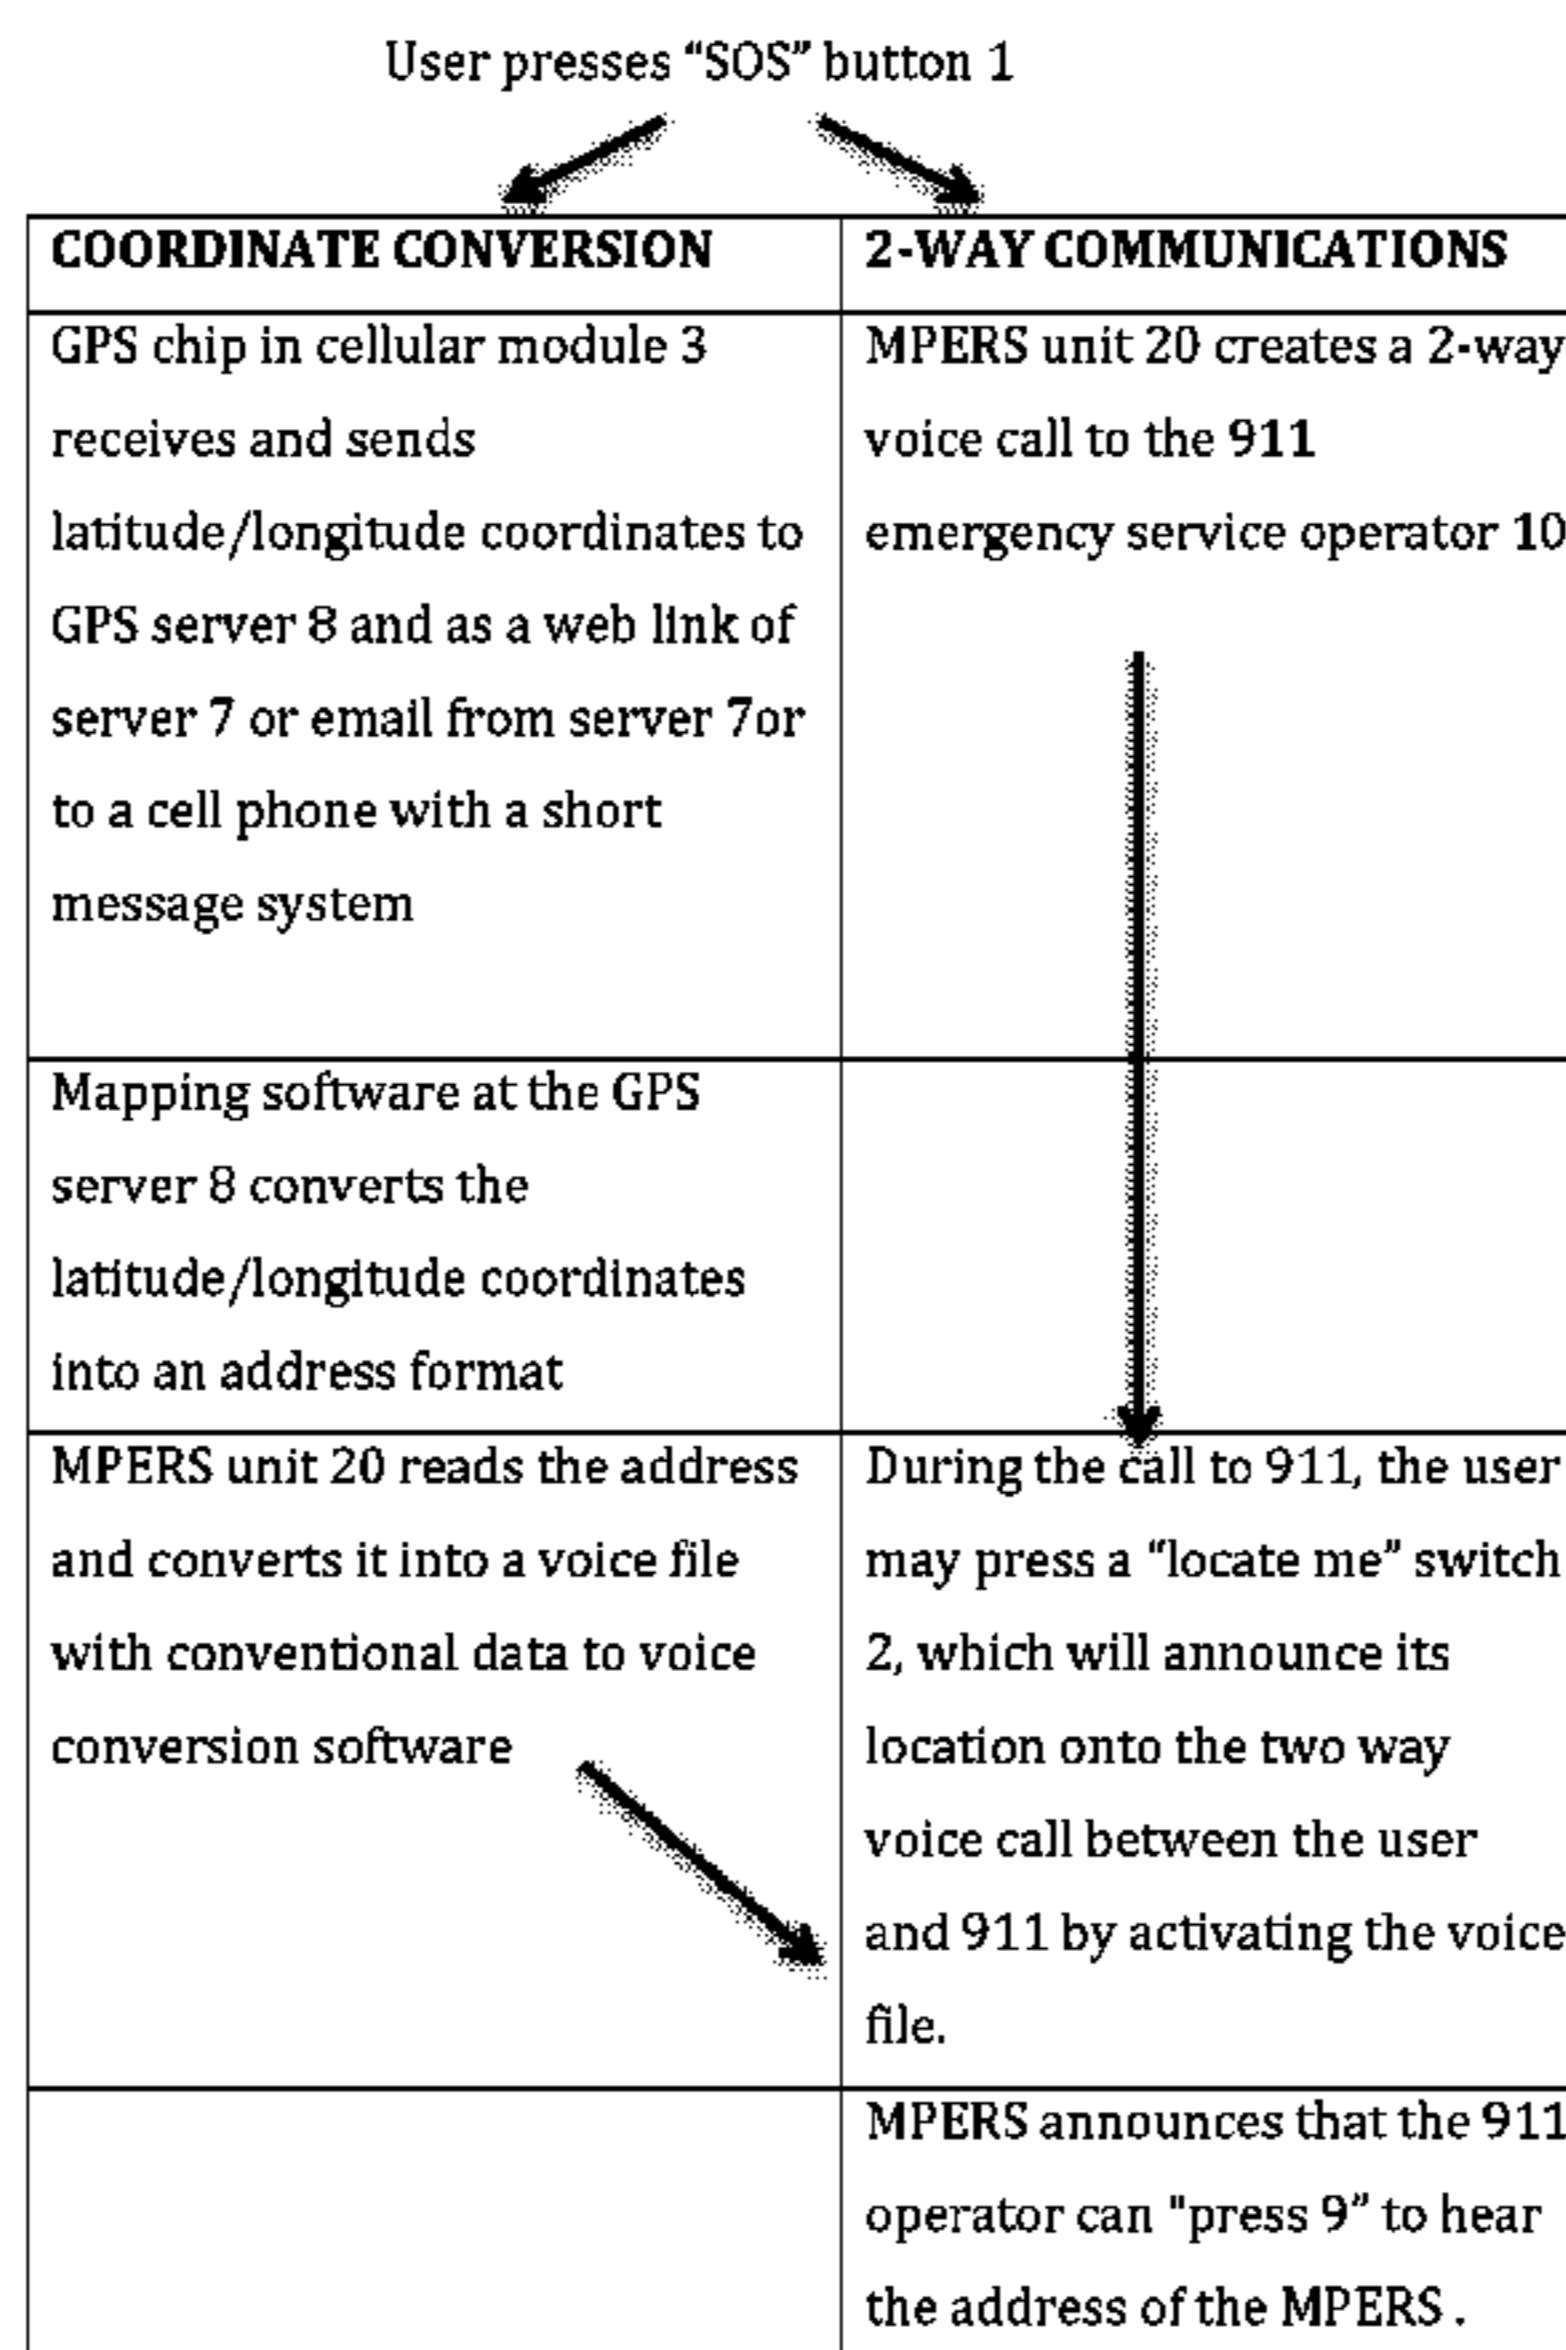 User presses “SOS” button 1
COORDINATE CONVERSION
2-WAY COMMUNICATIONS
GPS chip in cellular module 3
receives and sends
latitude/longitude coordinates to
GPS server 8 and as a web link of
server 7 or email from server 7or
to a cell phone with a short
message system
MPERS unit 20 creates a 2-way
voice call to the 911
emergency service operator 10
Mapping software at the GPS
server 8 converts the
latitude/longitude coordinates
into an address format
MPERS unit 20 reads the address
and converts it into a voice file
with conventional data to voice
conversion software
During the call to 911, the user
may press a “locate me” switch
2, which will announce its
location onto the two way
voice call between the user
and 911 by activating the voice
file.
MPERS announces that the 911
operator can "press 9” to hear
the address of the MPERS .